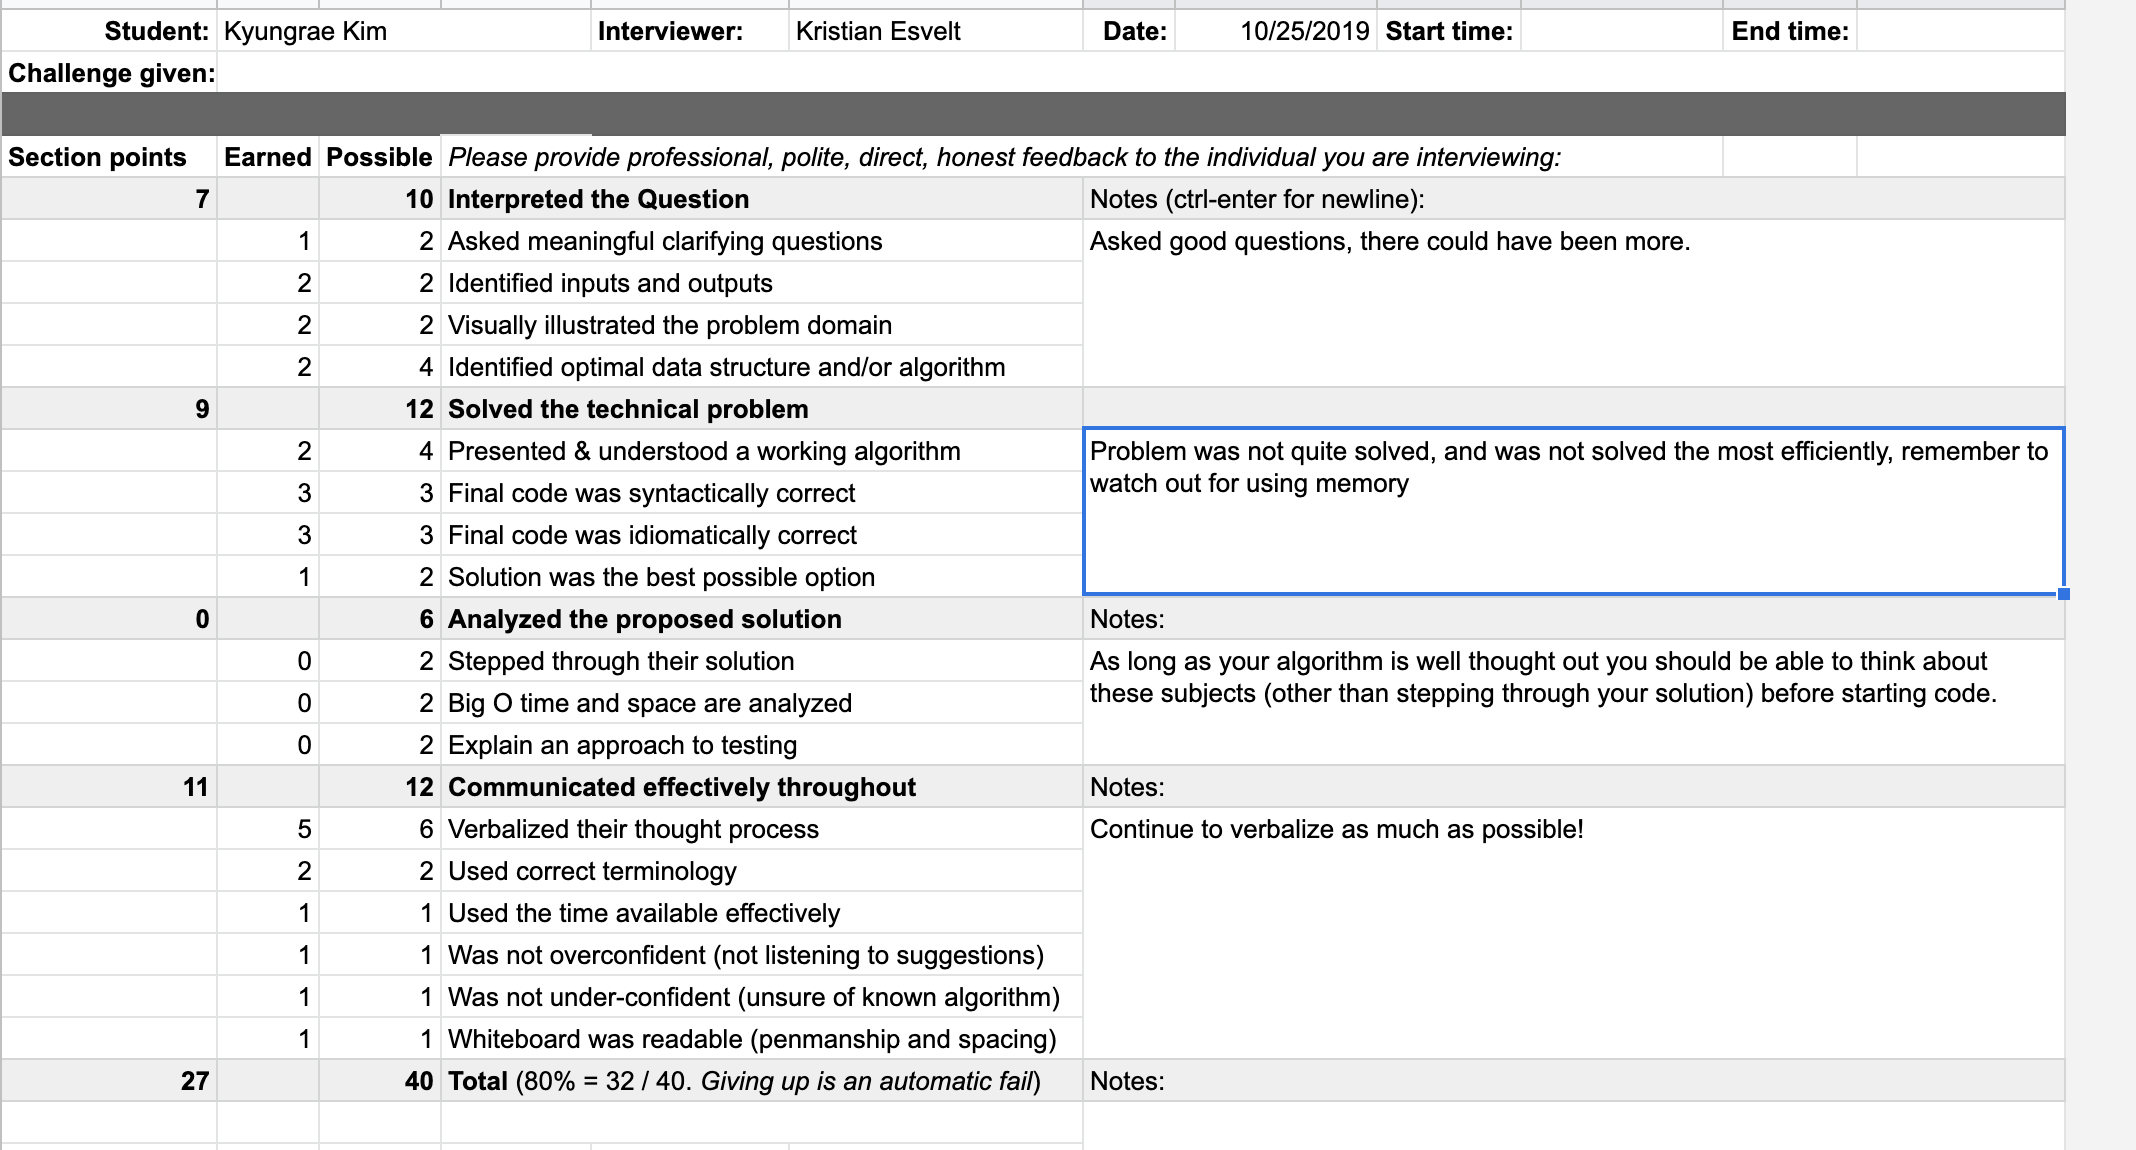 Student: Kyungrae Kim Interviewer: Kristian Esvelt Date: 10/25/2019 Start time: End time:
Challenge given:
Section points Earned Possible Please provide professional, polite, direct, honest feedback to the individual you are interviewing:
7 10 Interpreted the Question Notes (ctrl-enter for newline):
1 2 Asked meaningful clarifying questions Asked good questions, there could have been more.
2 2 Identified inputs and outputs
2 2 Visually illustrated the problem domain
2 4 Identified optimal data structure and/or algorithm
9 12 Solved the technical problem
2 4 Presented & understood a working algorithm Problem was not quite solved, and was not solved the most efficiently, remember to
watch out for using memory
3 3 Final code was syntactically correct
3 3 Final code was idiomatically correct
1 2 Solution was the best possible option
0 6 Analyzed the proposed solution Notes:
0 2 Stepped through their solution As long as your algorithm is well thought out you should be able to think about
these subjects (other than stepping through your solution) before starting code.
0 2 Big O time and space are analyzed
0 2 Explain an approach to testing
11 12 Communicated effectively throughout Notes:
5 6 Verbalized their thought process Continue to verbalize as much as possible!
2 2 Used correct terminology
1 1 Used the time available effectively
1 1 Was not overconfident (not listening to suggestions)
1 1 Was not under-confident (unsure of known algorithm)
1 1 Whiteboard was readable (penmanship and spacing)
27 40 Total (80% = 32 / 40. Giving up is an automatic fail) Notes: